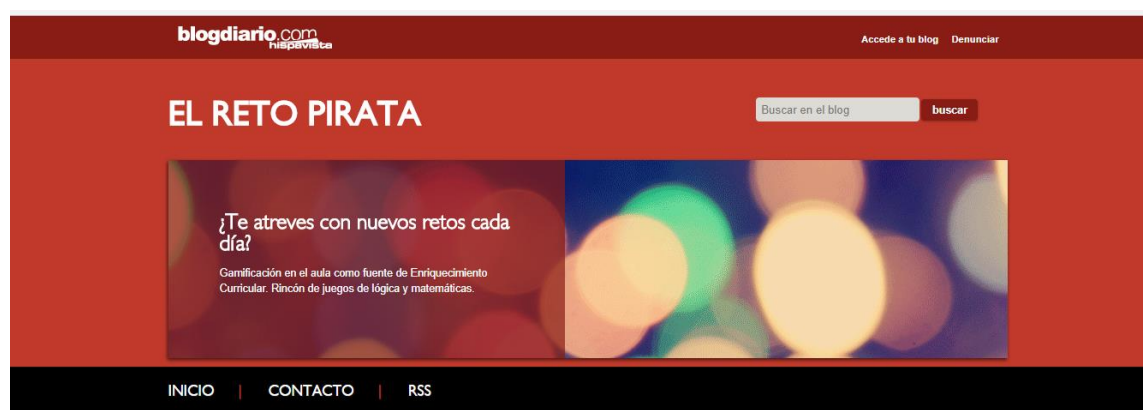 blogdiario.com
hispavista
Accede a tu blog Denunciar
EL RETO PIRATA
Buscar en el blog buscar
¿Te atreves con nuevos retos cada
día?
Gamificación en el aula como fuente de Enriquecimiento
Curricular. Rincón de juegos de lógica y matemáticas.
INICIO | CONTACTO | RSS